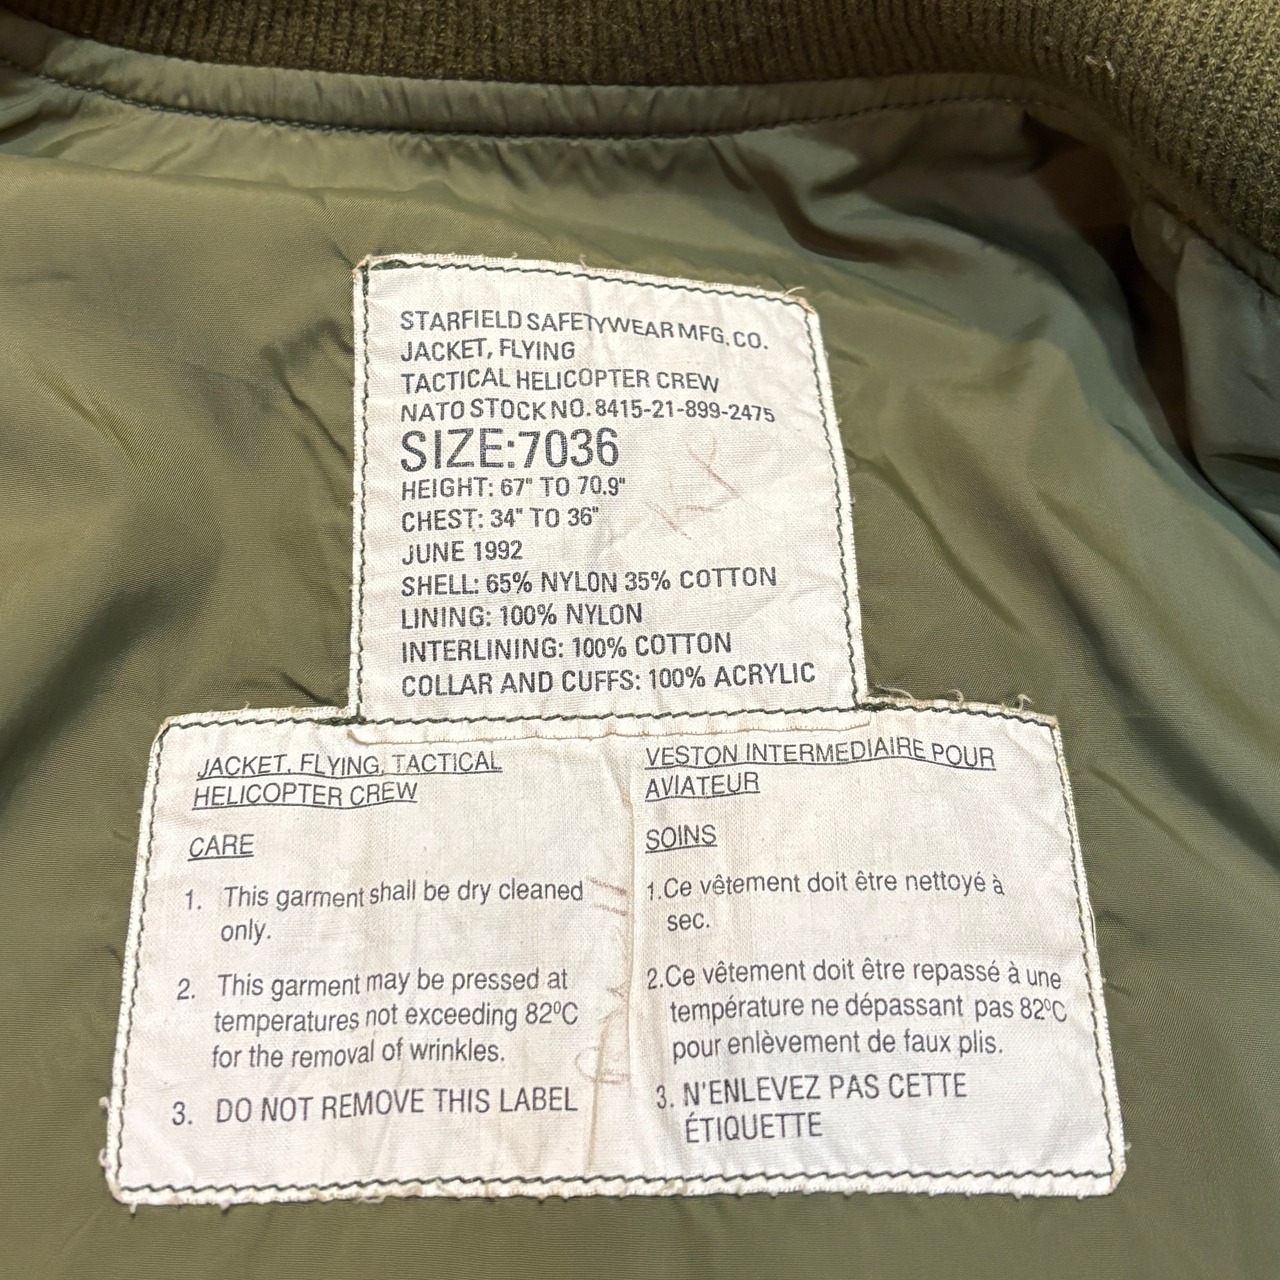 STARFIELD SAFETYWEAR MFG. CO.
JACKET, FLYING
TACTICAL HELICOPTER CREW
NATO STOCK NO. 8415-21-899-2475
SIZE:7036
HEIGHT: 67" TO 70.9"
CHEST: 34" TO 36"
JUNE 1992
SHELL: 65% NYLON 35% COTTON
LINING: 100% NYLON
INTERLINING: 100% COTTON
COLLAR AND CUFFS: 100% ACRYLIC
JACKET, FLYING, TACTICAL
HELICOPTER CREW
CARE
1. This garment shall be dry cleaned
only.
2. This garment may be pressed at
temperatures not exceeding 82ºC
for the removal of wrinkles.
3. DO NOT REMOVE THIS LABEL
VESTON INTERMEDIAIRE POUR
AVIATEUR
SOINS
1.Ce vêtement doit être nettoyé à
sec.
2.Ce vêtement doit être repassé à une
température ne dépassant pas 82ºC
pour enlèvement de faux plis.
3. N'ENLEVEZ PAS CETTE
ÉTIQUETTE